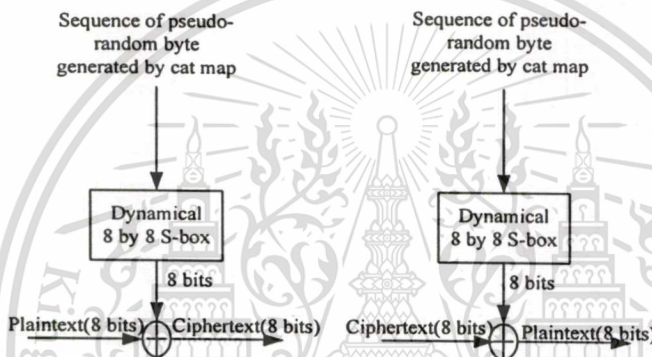 Sequence of pseudo-
random byte
generated by cat map
Dynamical
8 by 8 S-box
8 bits
Plaintext(8 bits)
Ciphertext(8 bits)
Sequence of pseudo-
random byte
generated by cat map
Dynamical
8 by 8 S-box
8 bits
Ciphertext(8 bits)
Plaintext(8 bits)